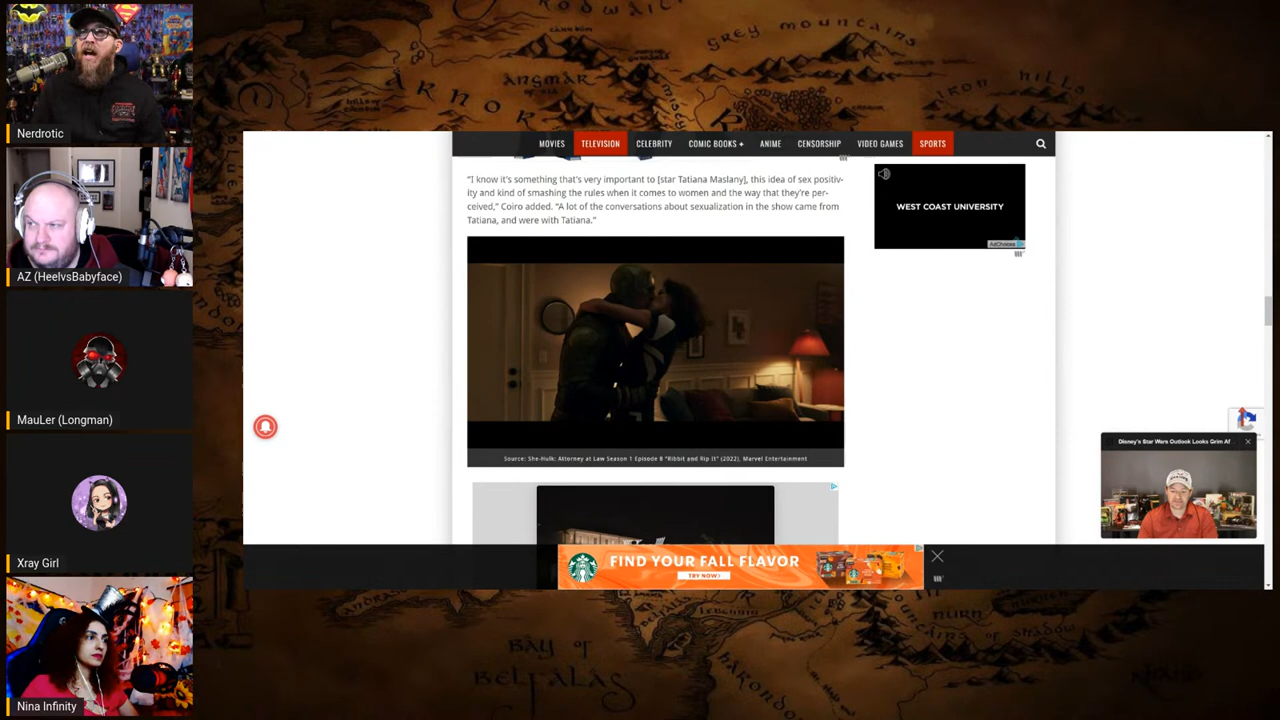 GREY MOUNTAINS
ANGMAR
ARNOR
IRON HILLS
Nerdrotic
MOVIES TELEVISION CELEBRITY COMIC BOOKS + ANIME CENSORSHIP VIDEO GAMES SPORTS
“I know it's something that's very important to [star Tatiana Maslany], this idea of sex positiv-
ity and kind of smashing the rules when it comes to women and the way that they're per-
ceived,” Coiro added. “A lot of the conversations about sexualization in the show came from
Tatiana, and were with Tatiana.”
WEST COAST UNIVERSITY
AdChoices
AZ (HeelvsBabyface)
MauLer (Longman)
Source: She-Hulk: Attorney at Law Season 1 Episode 8 "Ribbit and Rip It" (2022), Marvel Entertainment
Disney's Star Wars Outlook Looks Grim Af
Xray Girl
FIND YOUR FALL FLAVOR
TRY NOW>
BAY OF
BELFALAS
Nina Infinity